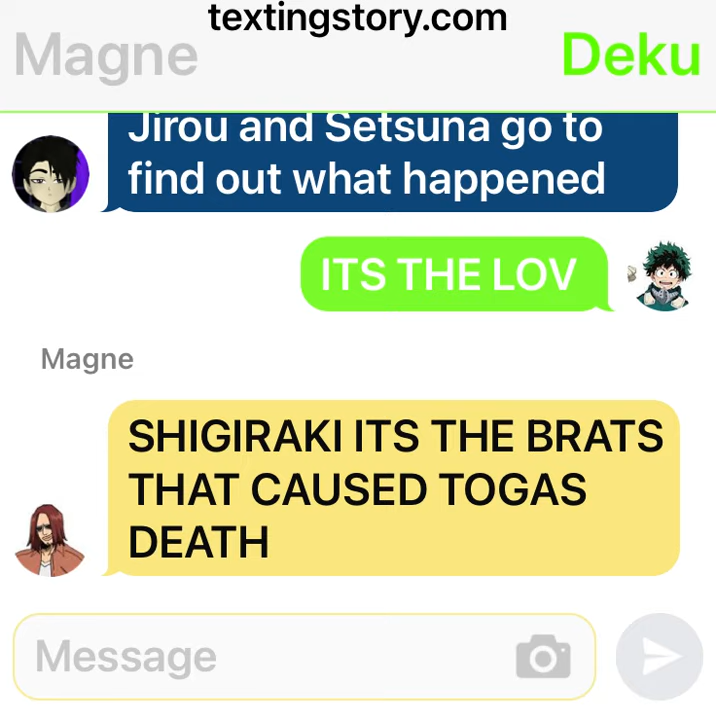 textingstory.com
Magne
Deku
Jirou and Setsuna go to
find out what happened
ITS THE LOV
Magne
SHIGIRAKI ITS THE BRATS
THAT CAUSED TOGAS
DEATH
Message